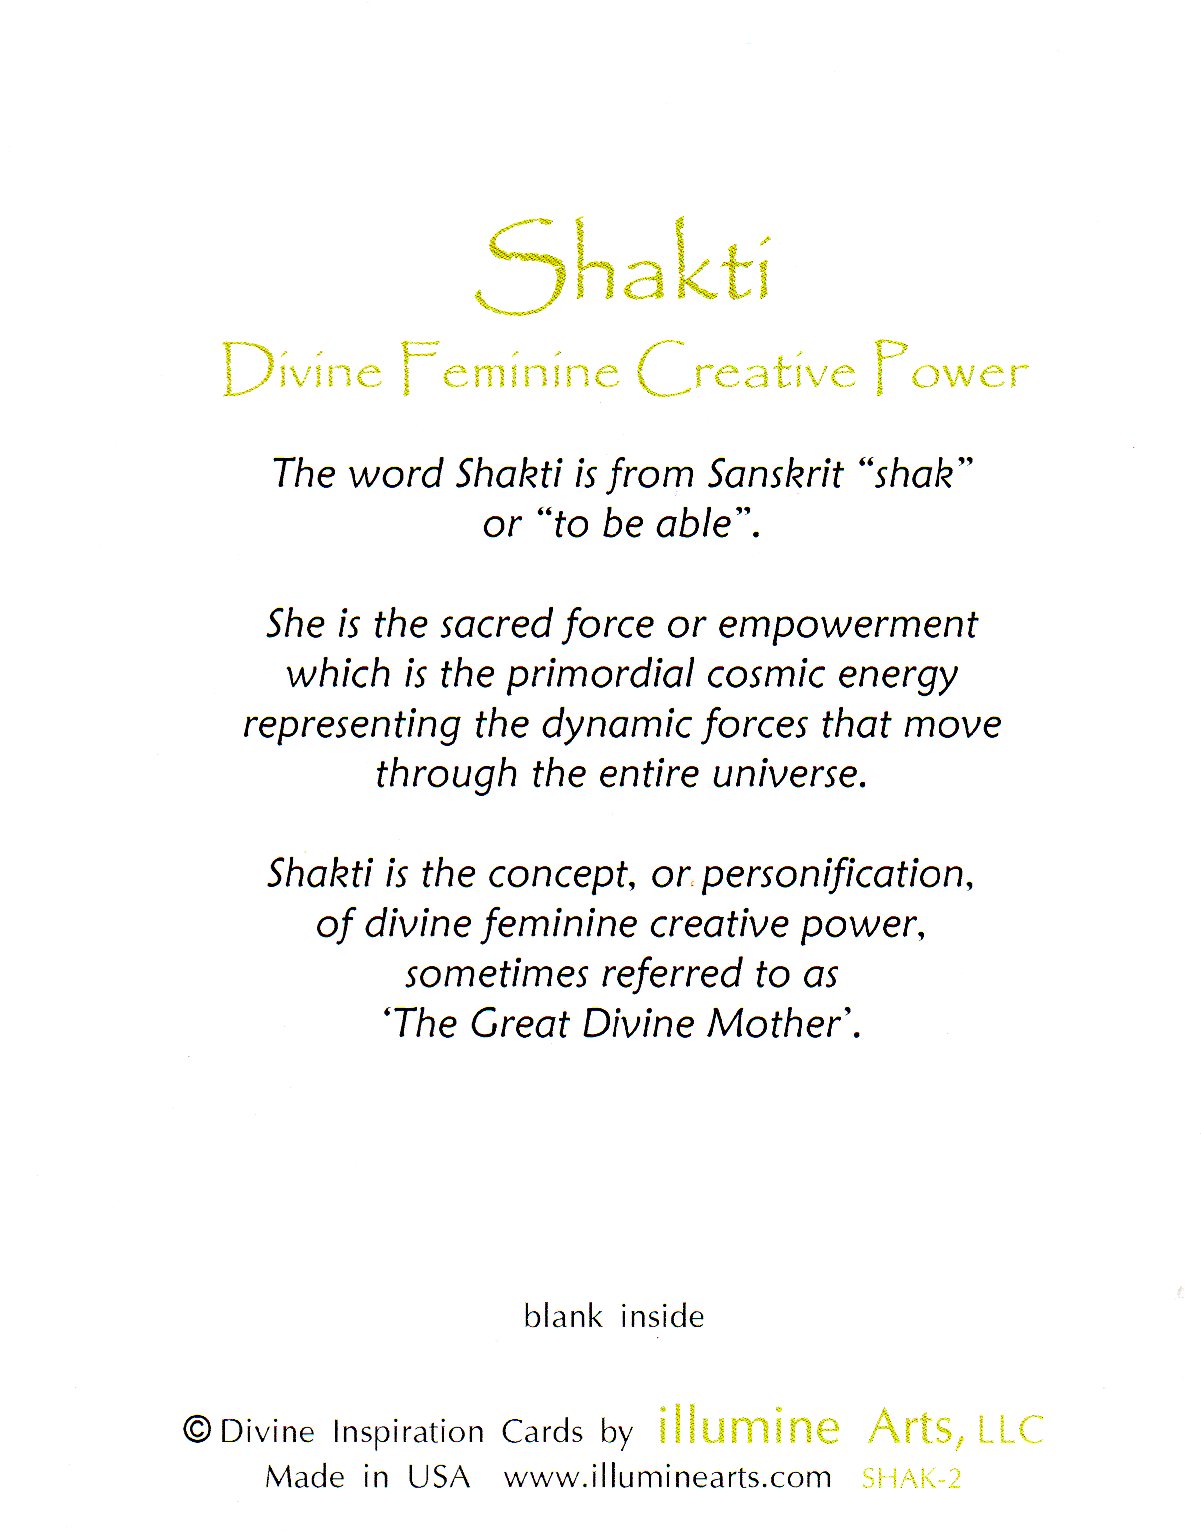 Shakti
Divine Feminine Creative Power
The word Shakti is from Sanskrit “shak”
or “to be able”.
She is the sacred force or empowerment
which is the primordial cosmic energy
representing the dynamic forces that move
through the entire universe.
Shakti is the concept, or personification,
of divine feminine creative power,
sometimes referred to as
‘The Great Divine Mother’.
blank inside
© Divine Inspiration Cards by illumine Arts, LLC
Made in USA www.illuminearts.com SHAK-2